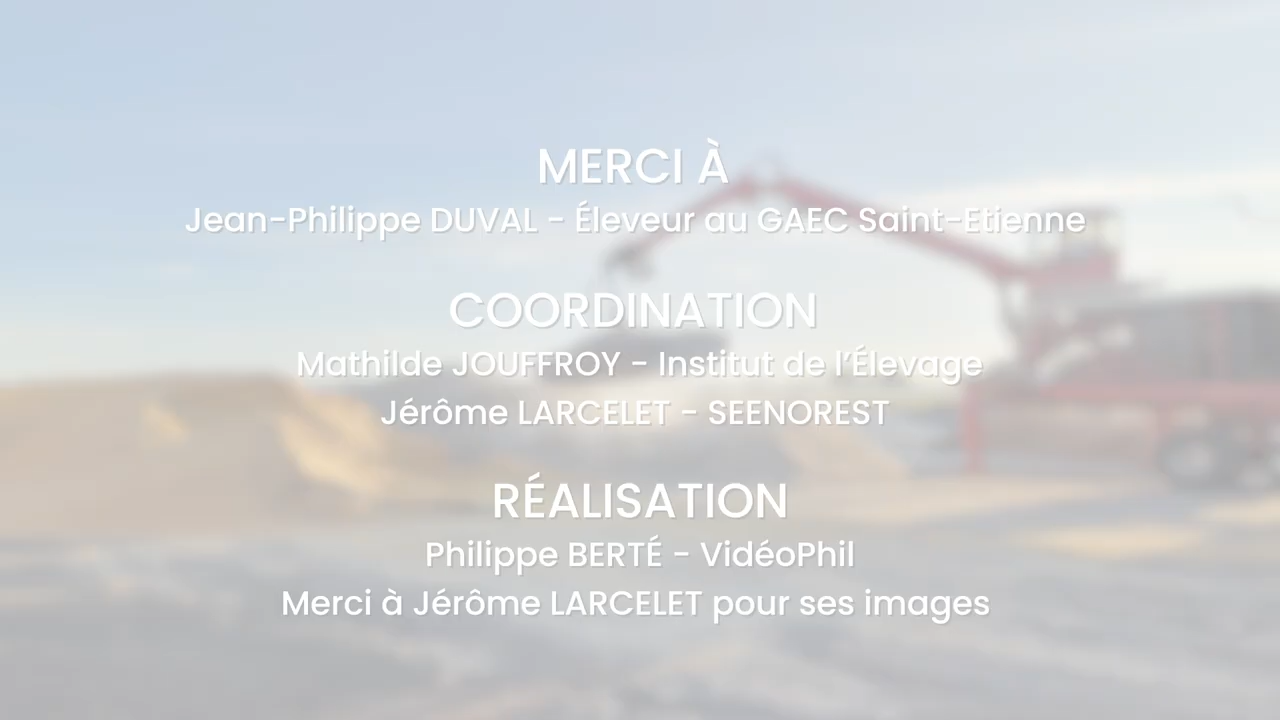 MERCI À
Jean-Philippe DUVAL - Éleveur au GAEC Saint-Etienne
COORDINATION
Mathilde JOUFFROY - Institut de l’Élevage
Jérôme LARCELET - SEENOREST
RÉALISATION
Philippe BERTÉ - VidéoPhil
Merci à Jérôme LARCELET pour ses images